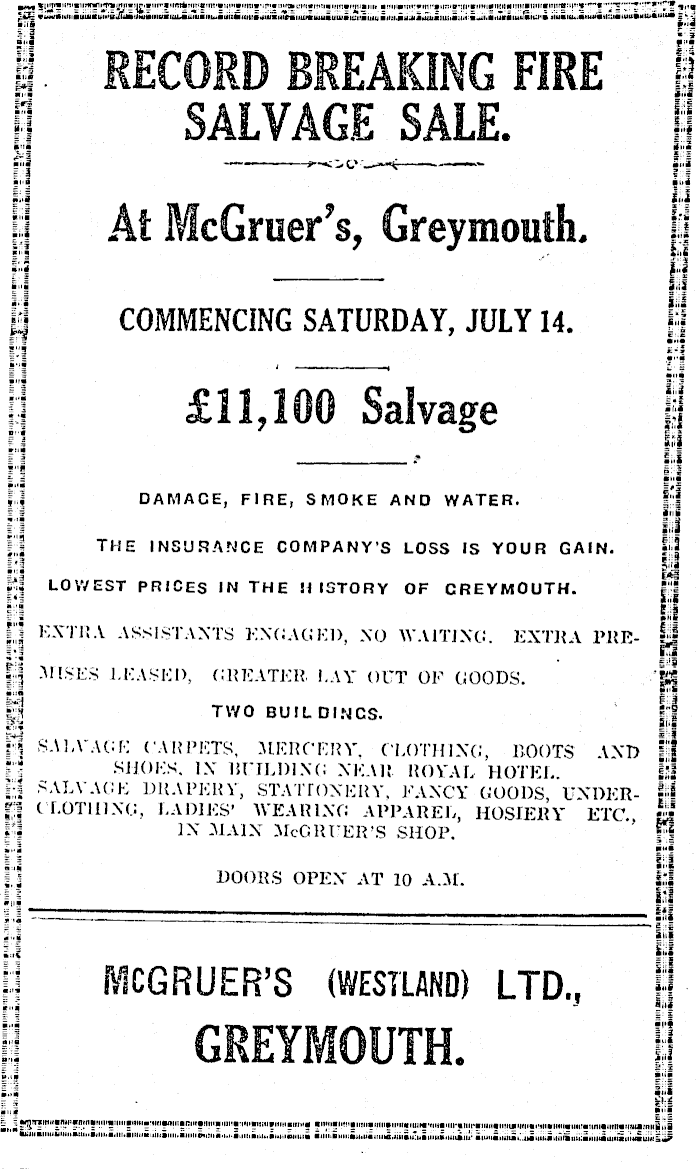 RECORD BREAKING FIRE
SALVAGE SALE.
At McGruer's, Greymouth.
COMMENCING SATURDAY, JULY 14.
£11,100 Salvage
DAMAGE, FIRE, SMOKE AND WATER.
THE INSURANCE COMPANY'S LOSS IS YOUR GAIN.
LOWEST PRICES IN THE HISTORY OF GREYMOUTH.
EXTRA ASSISTANTS ENGAGED, NO WAITING. EXTRA PRE-
MISES LEASED, GREATER LAY OUT OF GOODS.
TWO BUILDINGS.
SALVAGE CARPETS, MERCERY, CLOTHING, BOOTS AND
SHOES, IN BUILDING NEAR ROYAL HOTEL.
SALVAGE DRAPERY, STATIONERY, FANCY GOODS, UNDER-
CLOTHING, LADIES' WEARING APPAREL, HOSIERY ETC.,
IN MAIN McGRUER'S SHOP.
DOORS OPEN AT 10 A.M.
McGRUER'S (WESTLAND) LTD.,
GREYMOUTH.